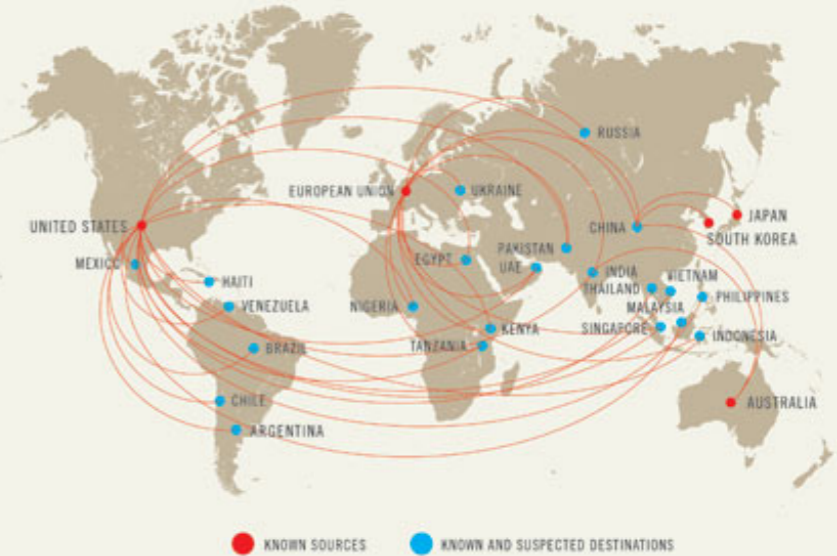 RUSSIA
EUROPEAN UNION
UKRAINE
UNITED STATES
CHINA
JAPAN
SOUTH KOREA
MEXICO
EGYPT
PAKISTAN
UAE
INDIA
HAITI
THAILAND
VIETNAM
VENEZUELA
NIGERIA
MALAYSIA
PHILIPPINES
KENYA
SINGAPORE
INDONESIA
BRAZIL
TANZANIA
CHILE
AUSTRALIA
ARGENTINA
KNOWN SOURCES
KNOWN AND SUSPECTED DESTINATIONS